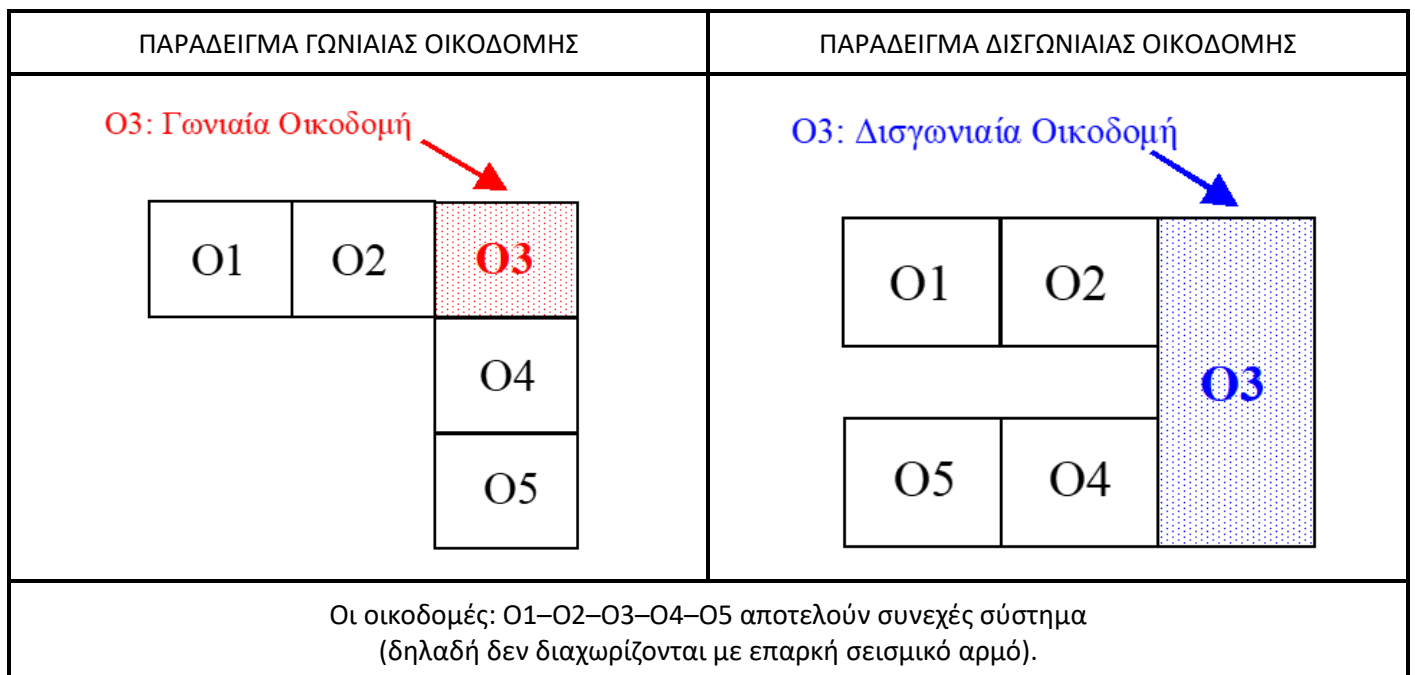 ΠΑΡΑΔΕΙΓΜΑ ΓΩΝΙΑΙΑΣ ΟΙΚΟΔΟΜΗΣ
ΠΑΡΑΔΕΙΓΜΑ ΔΙΣΓΩΝΙΑΙΑΣ ΟΙΚΟΔΟΜΗΣ
Ο3: Γωνιαία Οικοδομή
Ο1 Ο2 Ο3
Ο4
Ο5
Ο3: Δισγωνιαία Οικοδομή
Ο1 Ο2
Ο3
Ο5 Ο4
Οι οικοδομές: Ο1–Ο2–Ο3–Ο4–Ο5 αποτελούν συνεχές σύστημα
(δηλαδή δεν διαχωρίζονται με επαρκή σεισμικό αρμό).